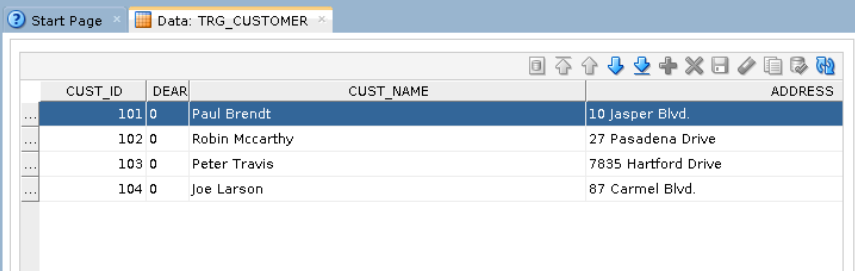 Start Page
Data: TRG_CUSTOMER
CUST_ID DEAR CUST_NAME ADDRESS
... 101 0 Paul Brendt 10 Jasper Blvd.
... 102 0 Robin Mccarthy 27 Pasadena Drive
... 103 0 Peter Travis 7835 Hartford Drive
... 104 0 Joe Larson 87 Carmel Blvd.